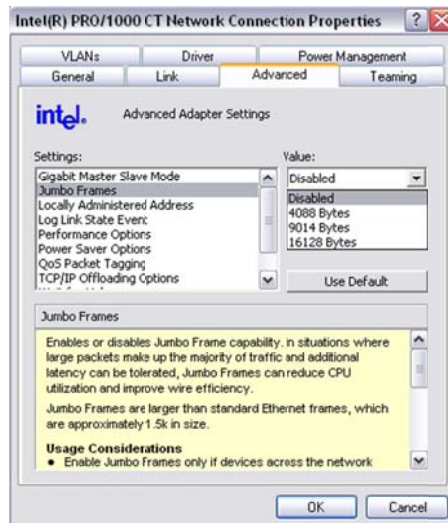 Intel(R) PRO/1000 CT Network Connection Properties
VLANs Driver Power Management
General Link Advanced Teaming
intel. Advanced Adapter Settings
Settings: Value:
Gigabit Master Slave Mode Disabled
Jumbo Frames Disabled
Locally Administered Address 4088 Bytes
Log Link State Event 9014 Bytes
Performance Options 16128 Bytes
Power Saver Options
QoS Packet Tagging
TCP/IP Offloading Options Use Default
Jumbo Frames
Enables or disables Jumbo Frame capability. n situations where
large packets make up the majority of traffic and additional
latency can be tolerated, Jumbo Frames can reduce CPU
utilization and improve wire efficiency.
Jumbo Frames are larger than standard Ethernet frames, which
are approximately 1.5k in size.
Usage Considerations
• Enable Jumbo Frames only if devices across the network
OK Cancel